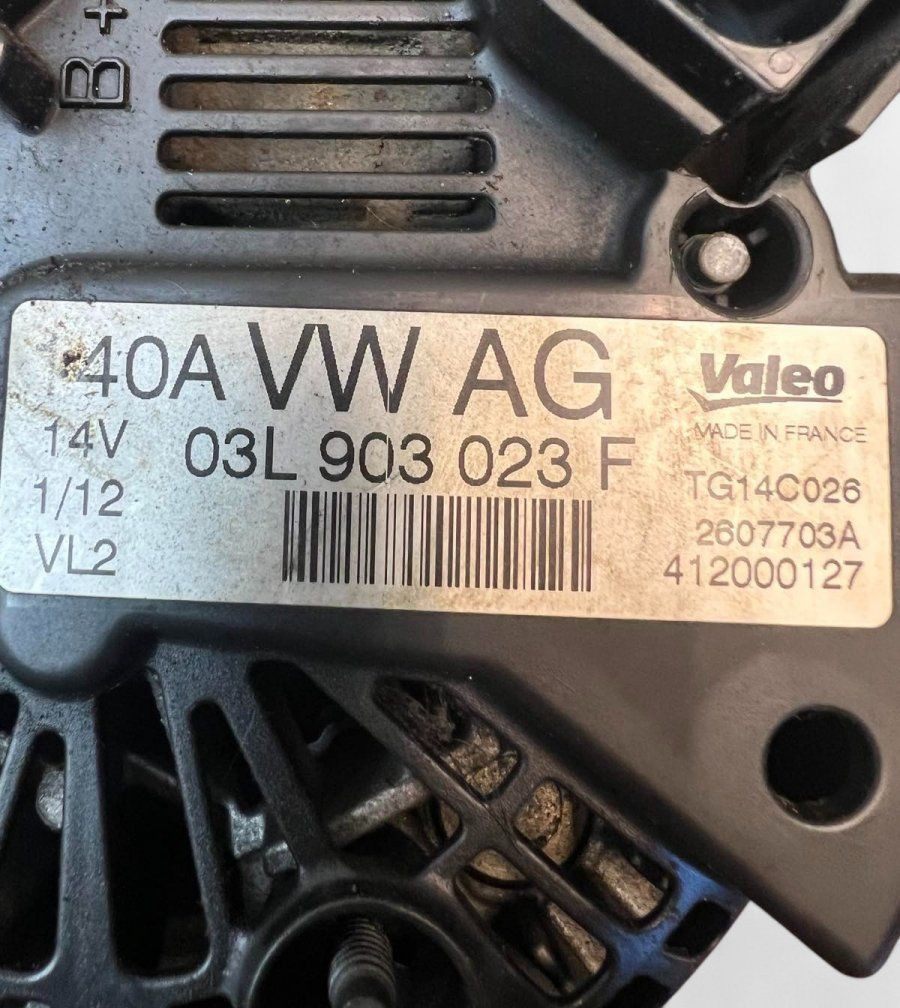 B+
40A VW AG
14V 03L 903 023 F
1/12
VL2
Valeo
MADE IN FRANCE
TG14C026
2607703A
412000127